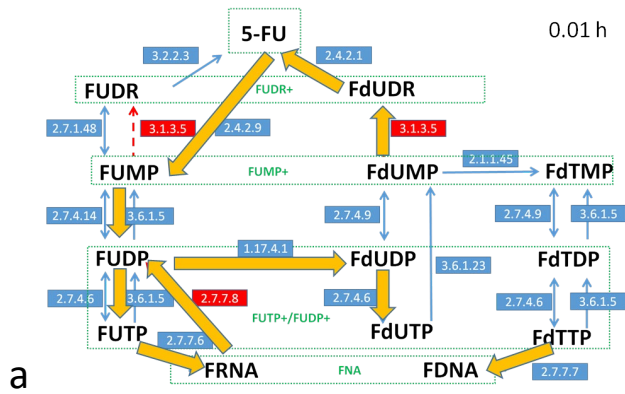 5-FU
0.01 h
3.2.2.3
2.4.2.1
FUDR
FUDR+
FdUDR
2.7.1.48
3.1.3.5
2.4.2.9
3.1.3.5
2.1.1.45
FUMP
FUMP+
FdUMP
FdTMP
2.7.4.14
3.6.1.5
2.7.4.9
2.7.4.9
3.6.1.5
1.17.4.1
FUDP
FdUDP
3.6.1.23
FdTDP
2.7.4.6
3.6.1.5
2.7.7.8
2.7.4.6
2.7.4.6
3.6.1.5
FUTP+/FUDP+
FUTP
FdUTP
FdTTP
2.7.7.6
FRNA
FNA
FDNA
2.7.7.7
a